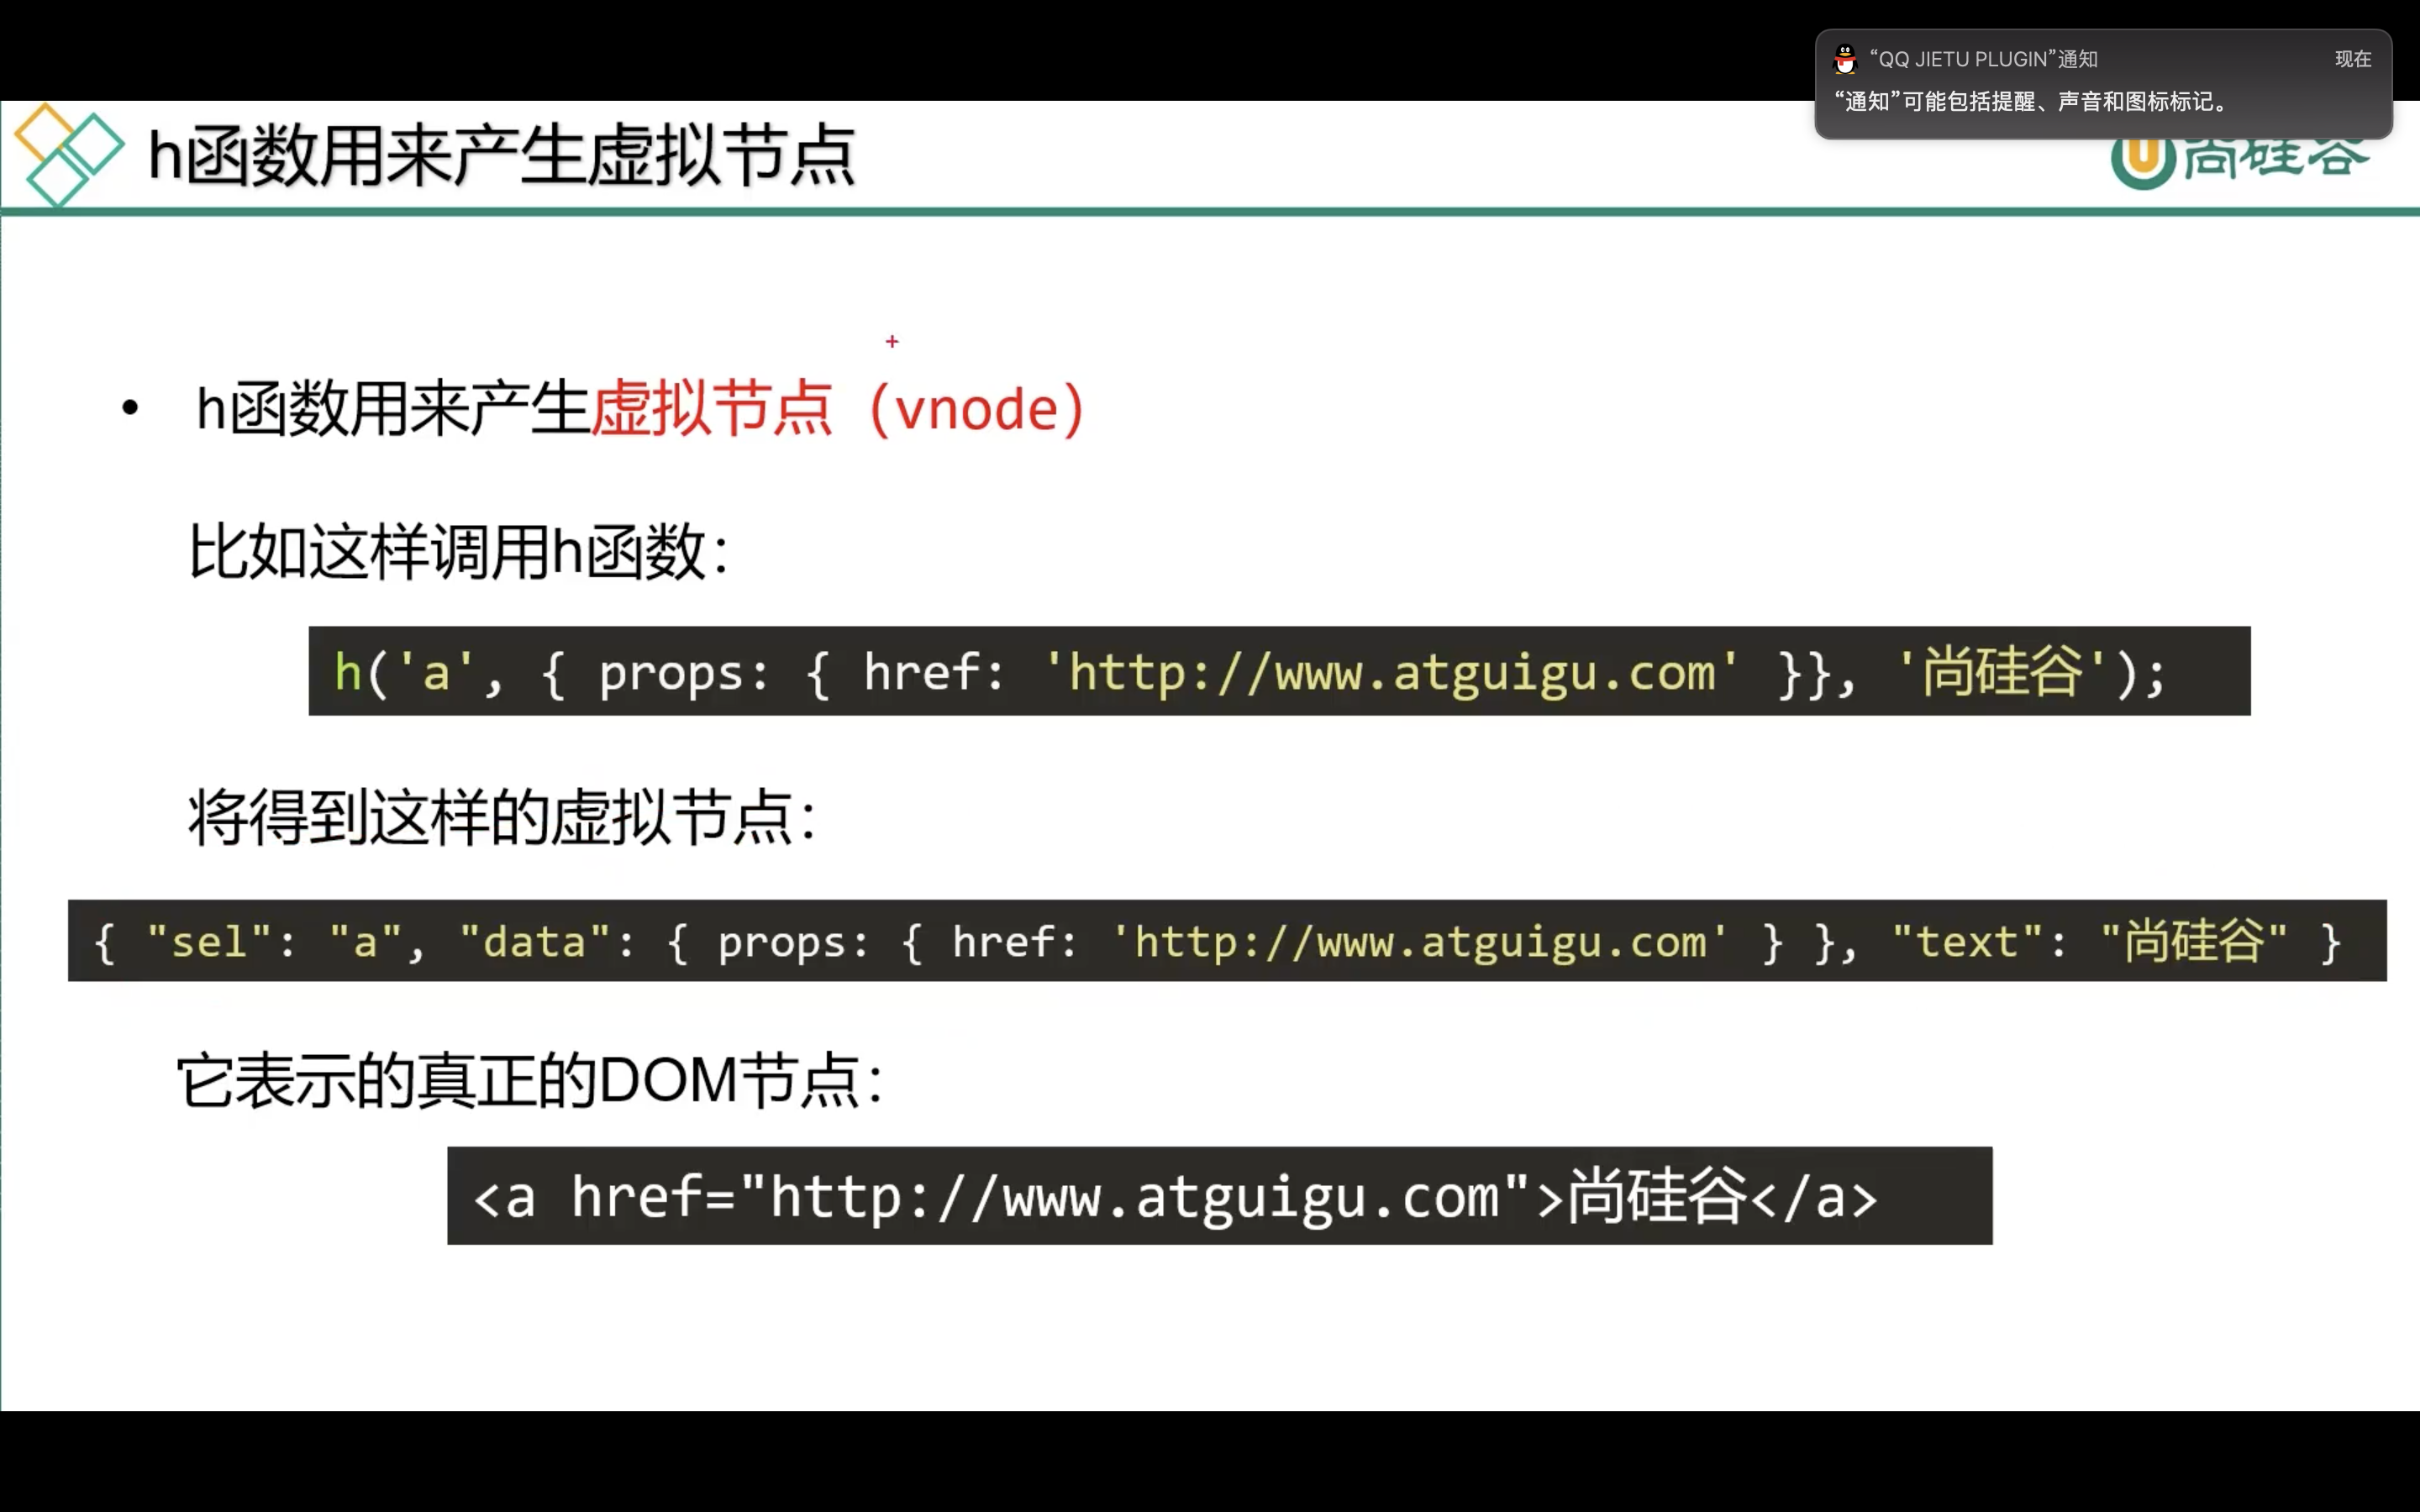 “QQ JIETU PLUGIN”通知
现在
“通知”可能包括提醒、声音和图标标记。
h函数用来产生虚拟节点
尚硅谷
• h函数用来产生虚拟节点（vnode）
比如这样调用h函数：
h('a', { props: { href: 'http://www.atguigu.com' }}, '尚硅谷');
将得到这样的虚拟节点：
{ "sel": "a", "data": { props: { href: 'http://www.atguigu.com' } }, "text": "尚硅谷" }
它表示的真正的DOM节点：
<a href="http://www.atguigu.com">尚硅谷</a>